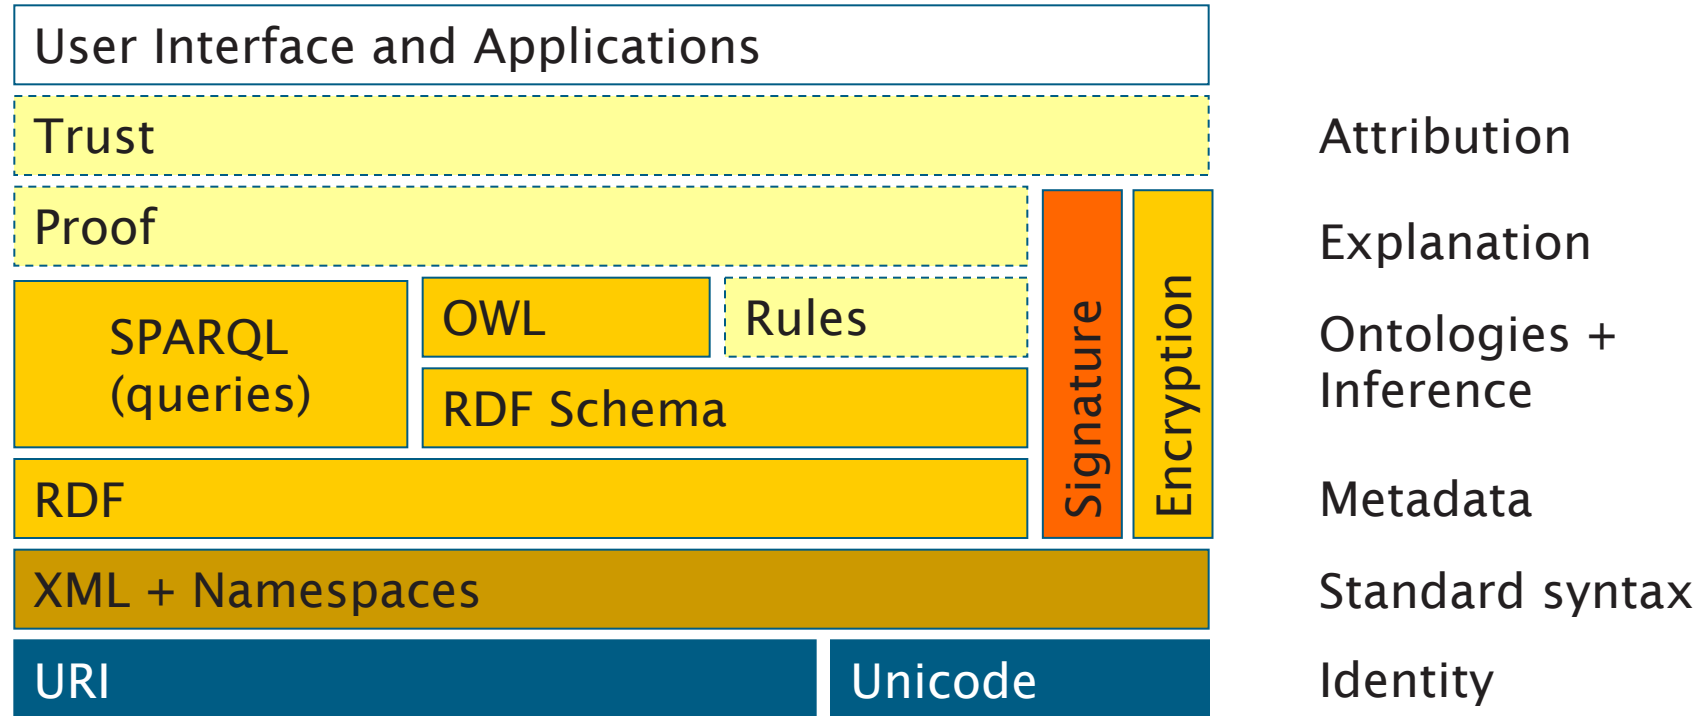 User Interface and Applications
Trust
Attribution
Proof
Explanation
SPARQL
(queries)
OWL
Rules
RDF Schema
Signature
Encryption
Ontologies +
Inference
RDF
Metadata
XML + Namespaces
Standard syntax
URI
Unicode
Identity